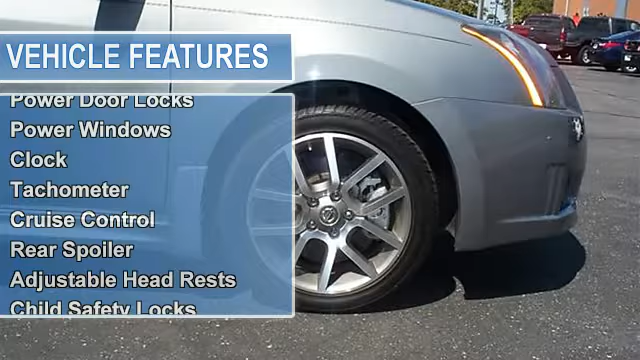 VEHICLE FEATURES
Power Door Locks
Power Windows
Clock
Tachometer
Cruise Control
Rear Spoiler
Adjustable Head Rests
Child Safety Locks